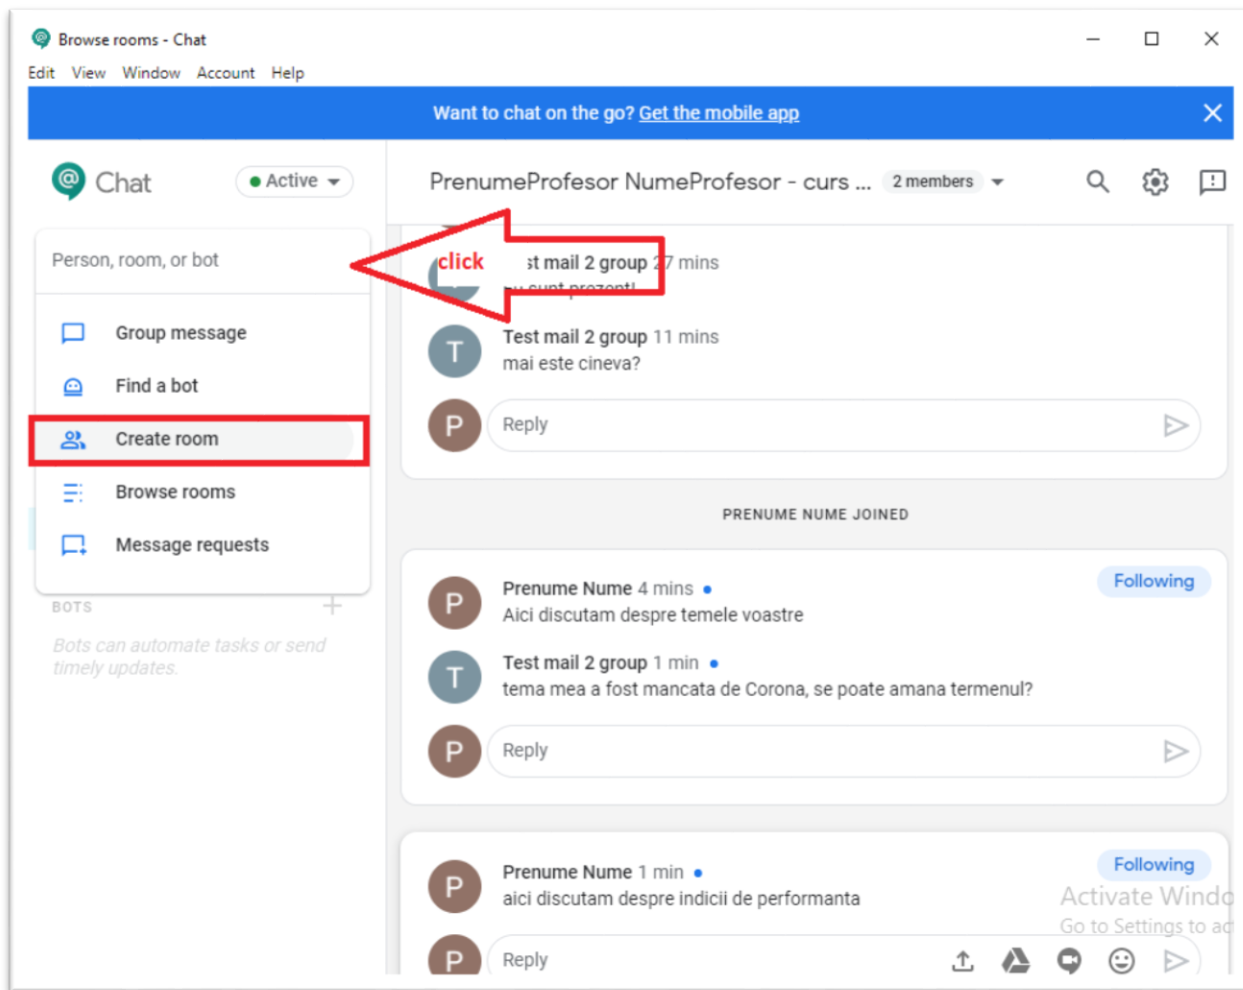 Browse rooms - Chat
Edit View Window Account Help
Want to chat on the go? Get the mobile app
Chat
Active
PrenumeProfesor NumeProfesor - curs ...
2 members
Person, room, or bot
click
st mail 2 group 27 mins
sunt prezent!
Group message
Find a bot
Create room
Browse rooms
Message requests
BOTS
Bots can automate tasks or send
timely updates.
T
Test mail 2 group 11 mins
mai este cineva?
P
Reply
PRENUME NUME JOINED
Following
P
Prenume Nume 4 mins
Aici discutam despre temele voastre
T
Test mail 2 group 1 min
tema mea a fost mancata de Corona, se poate amana termenul?
P
Reply
Following
P
Prenume Nume 1 min
aici discutam despre indicii de performanta
P
Reply
Activate Windo
Go to Settings to ac